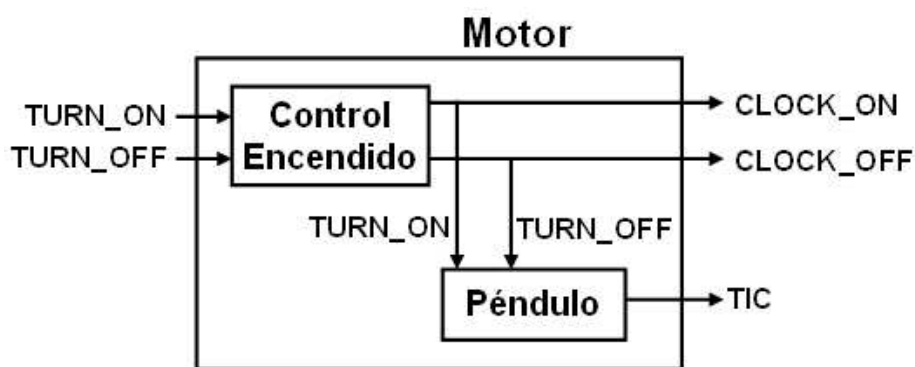 Motor
TURN_ON
TURN_OFF
Control
Encendido
CLOCK_ON
CLOCK_OFF
TURN_ON
TURN_OFF
Péndulo
TIC